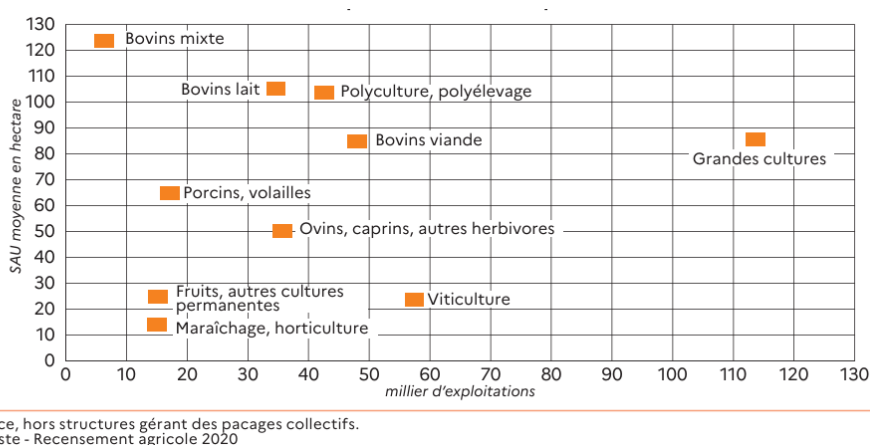 130
Bovins mixte
120
110
Bovins lait
Polyculture, polyélevage
100
90
Bovins viande
80
Grandes cultures
70
Porcins, volailles
60
50
Ovins, caprins, autres herbivores
40
30
Fruits, autres cultures
permanentes
Viticulture
20
Maraîchage, horticulture
10
0
SAU moyenne en hectare
0 10 20 30 40 50 60 70 80 90 100 110 120 130
millier d'exploitations
ce, hors structures gérant des pacages collectifs.
ste - Recensement agricole 2020